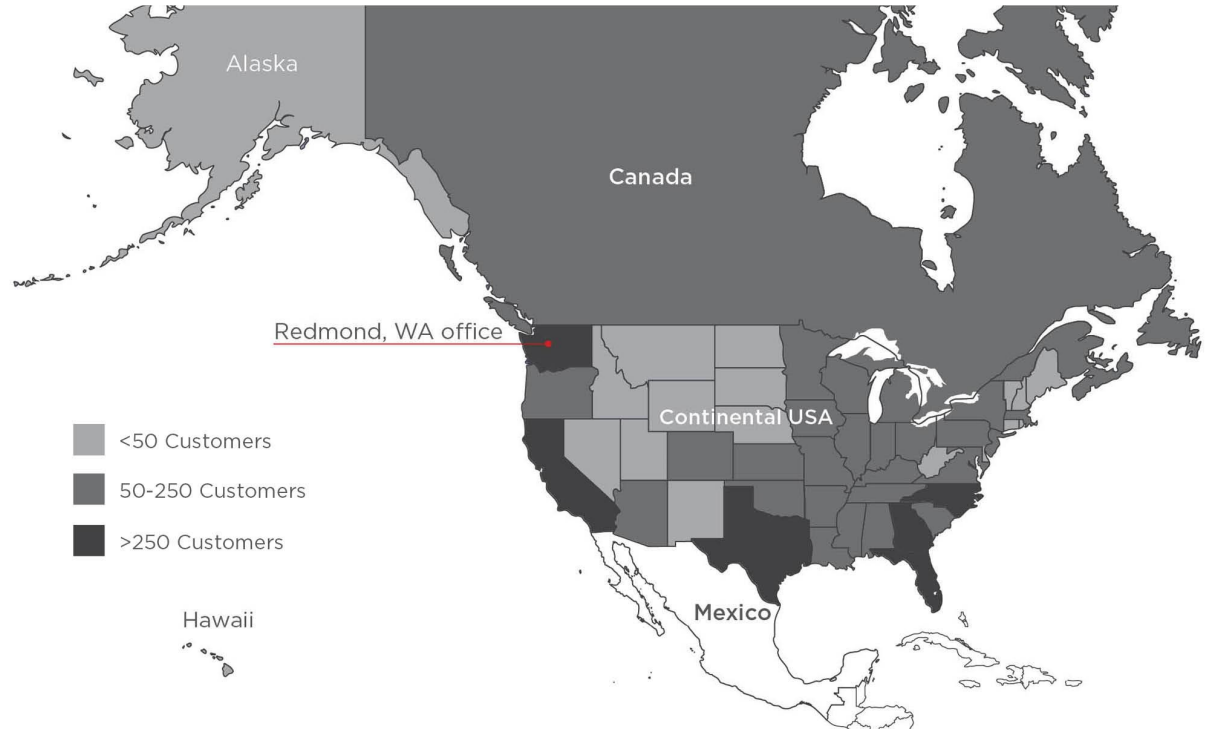 Alaska
Canada
Redmond, WA office
Continental USA
<50 Customers
50-250 Customers
>250 Customers
Hawaii
Mexico